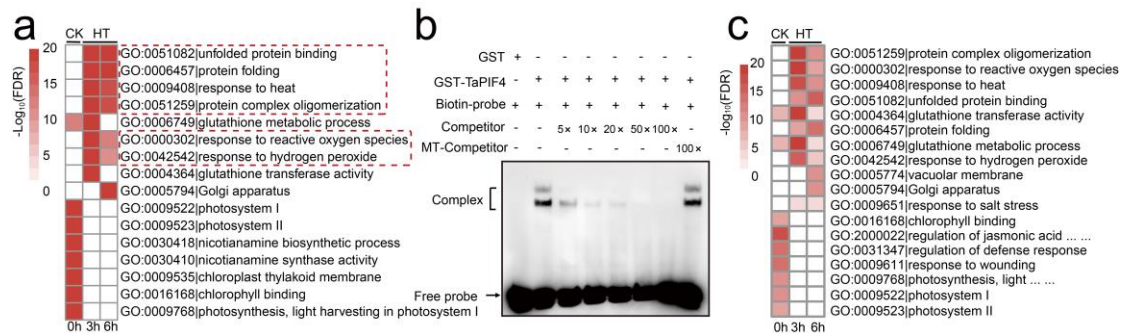 a
CK HT
20
15
10
5
0
-Log10(FDR)
GO:0051082|unfolded protein binding
GO:0006457|protein folding
GO:0009408|response to heat
GO:0051259|protein complex oligomerization
GO:0006749|glutathione metabolic process
GO:0000302|response to reactive oxygen species
GO:0042542|response to hydrogen peroxide
GO:0004364|glutathione transferase activity
GO:0005794|Golgi apparatus
GO:0009522|photosystem I
GO:0009523|photosystem II
GO:0030418|nicotianamine biosynthetic process
GO:0030410|nicotianamine synthase activity
GO:0009535|chloroplast thylakoid membrane
GO:0016168|chlorophyll binding
GO:0009768|photosynthesis, light harvesting in photosystem I
0h 3h 6h
b
GST + - - - - - - -
GST-TaPIF4 - + + + + + + +
Biotin-probe + + + + + + + +
Competitor - - 5× 10× 20× 50× 100× -
MT-Competitor - - - - - - - 100×
Complex
Free probe
c
CK HT
20
15
10
5
0
-log10(FDR)
GO:0051259|protein complex oligomerization
GO:0000302|response to reactive oxygen species
GO:0009408|response to heat
GO:0051082|unfolded protein binding
GO:0004364|glutathione transferase activity
GO:0006457|protein folding
GO:0006749|glutathione metabolic process
GO:0042542|response to hydrogen peroxide
GO:0005774|vacuolar membrane
GO:0005794|Golgi apparatus
GO:0009651|response to salt stress
GO:0016168|chlorophyll binding
GO:2000022|regulation of jasmonic acid ... ...
GO:0031347|regulation of defense response
GO:0009611|response to wounding
GO:0009768|photosynthesis, light ... ...
GO:0009522|photosystem I
GO:0009523|photosystem II
0h 3h 6h